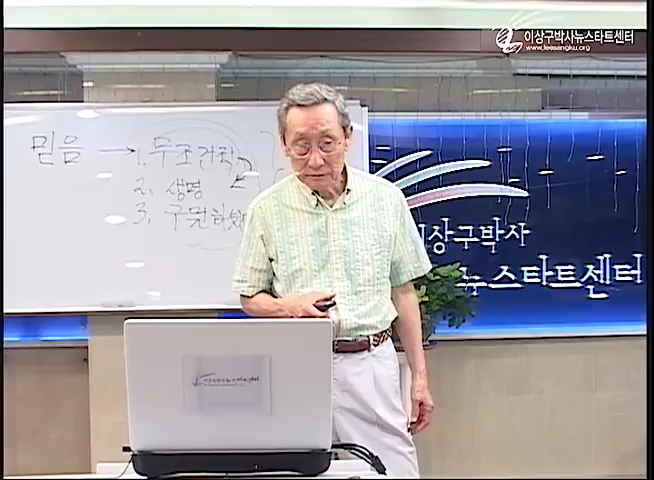 이상구박사뉴스타트센터
www.leesangku.org
믿음 → 1. 무조건적
2. 생명
3. 구원하셨
이상구박사
뉴스타트센터